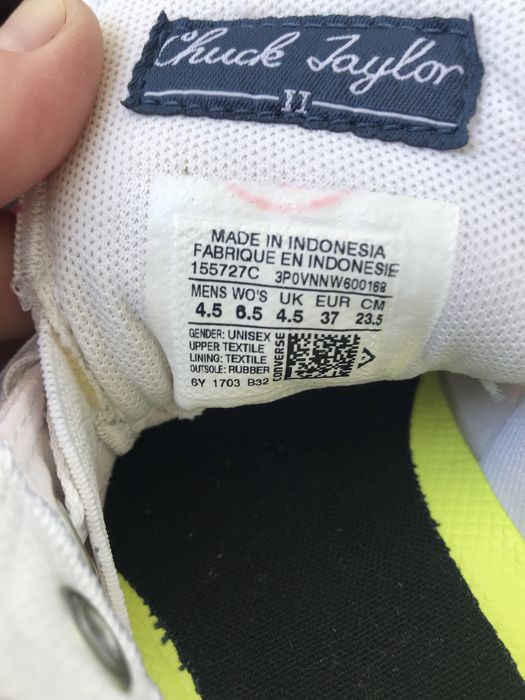 Chuck Taylor
II
MADE IN INDONESIA
FABRIQUE EN INDONESIE
155727C 3P0VNNW600168
MENS WO'S UK EUR CM
4.5 6.5 4.5 37 23.5
GENDER: UNISEX
UPPER TEXTILE
LINING: TEXTILE
OUTSOLE: RUBBER
6Y 1703 B32
CONVERSE